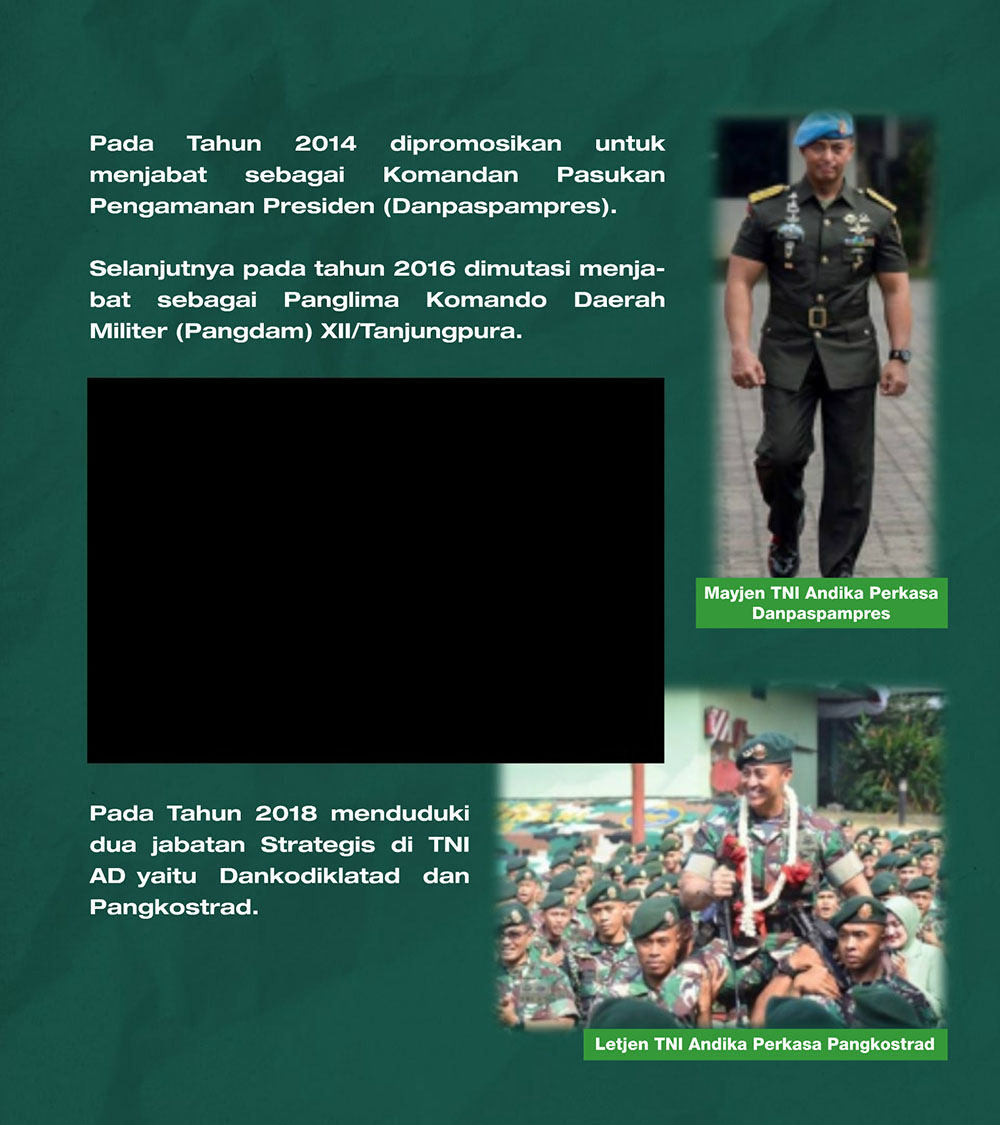 Pada Tahun 2014 dipromosikan untuk
menjabat sebagai Komandan Pasukan
Pengamanan Presiden (Danpaspampres).
Selanjutnya pada tahun 2016 dimutasi menja-
bat sebagai Panglima Komando Daerah
Militer (Pangdam) XII/Tanjungpura.
Mayjen TNI Andika Perkasa
Danpaspampres
Pada Tahun 2018 menduduki
dua jabatan Strategis di TNI
AD yaitu Dankodiklatad dan
Pangkostrad.
Letjen TNI Andika Perkasa Pangkostrad